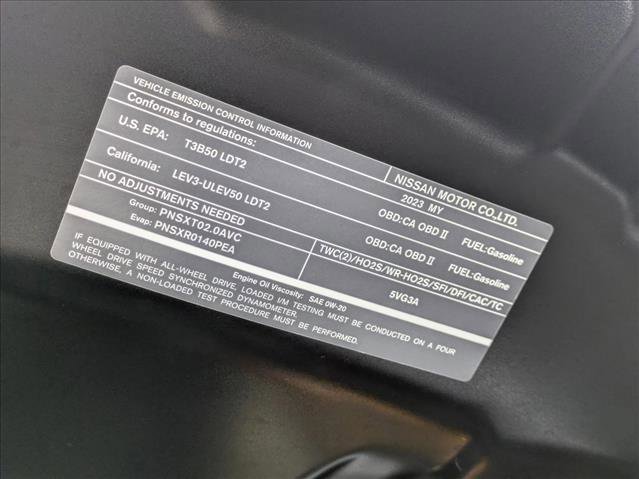 VEHICLE EMISSION CONTROL INFORMATION
Conforms to regulations: 2023 MY NISSAN MOTOR CO.,LTD.
U.S. EPA: T3B50 LDT2 OBD:CA OBD II FUEL:Gasoline
California: LEV3-ULEV50 LDT2 OBD:CA OBD II FUEL:Gasoline
NO ADJUSTMENTS NEEDED TWC(2)/HO2S/WR-HO2S/SFI/DFI/CAC/TC
Group: PNSXT02.0AVC 5VG3A
Evap: PNSXR0140PEA
Engine Oil Viscosity: SAE 0W-20
IF EQUIPPED WITH ALL-WHEEL DRIVE, LOADED I/M TESTING MUST BE CONDUCTED ON A FOUR
WHEEL DRIVE SPEED SYNCHRONIZED DYNAMOMETER.
OTHERWISE, A NON-LOADED TEST PROCEDURE MUST BE PERFORMED.